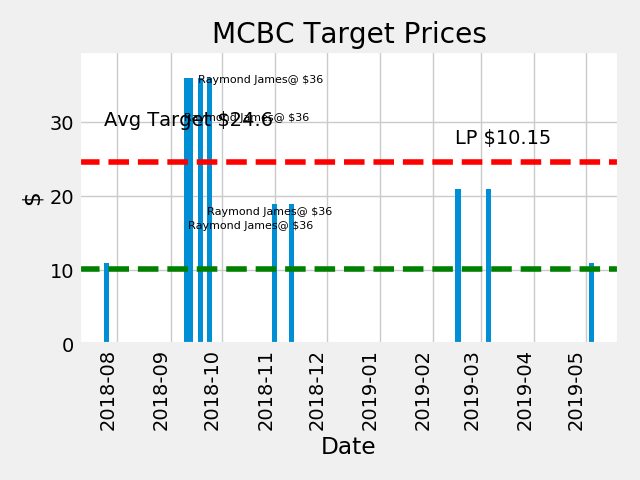 MCBC Target Prices
Raymond James@ $36
Raymond James@ $36
Avg Target $24.6
LP $10.15
Raymond James@ $36
Raymond James@ $36
30
20
10
0
$
2018-08
2018-09
2018-10
2018-11
2018-12
2019-01
2019-02
2019-03
2019-04
2019-05
Date